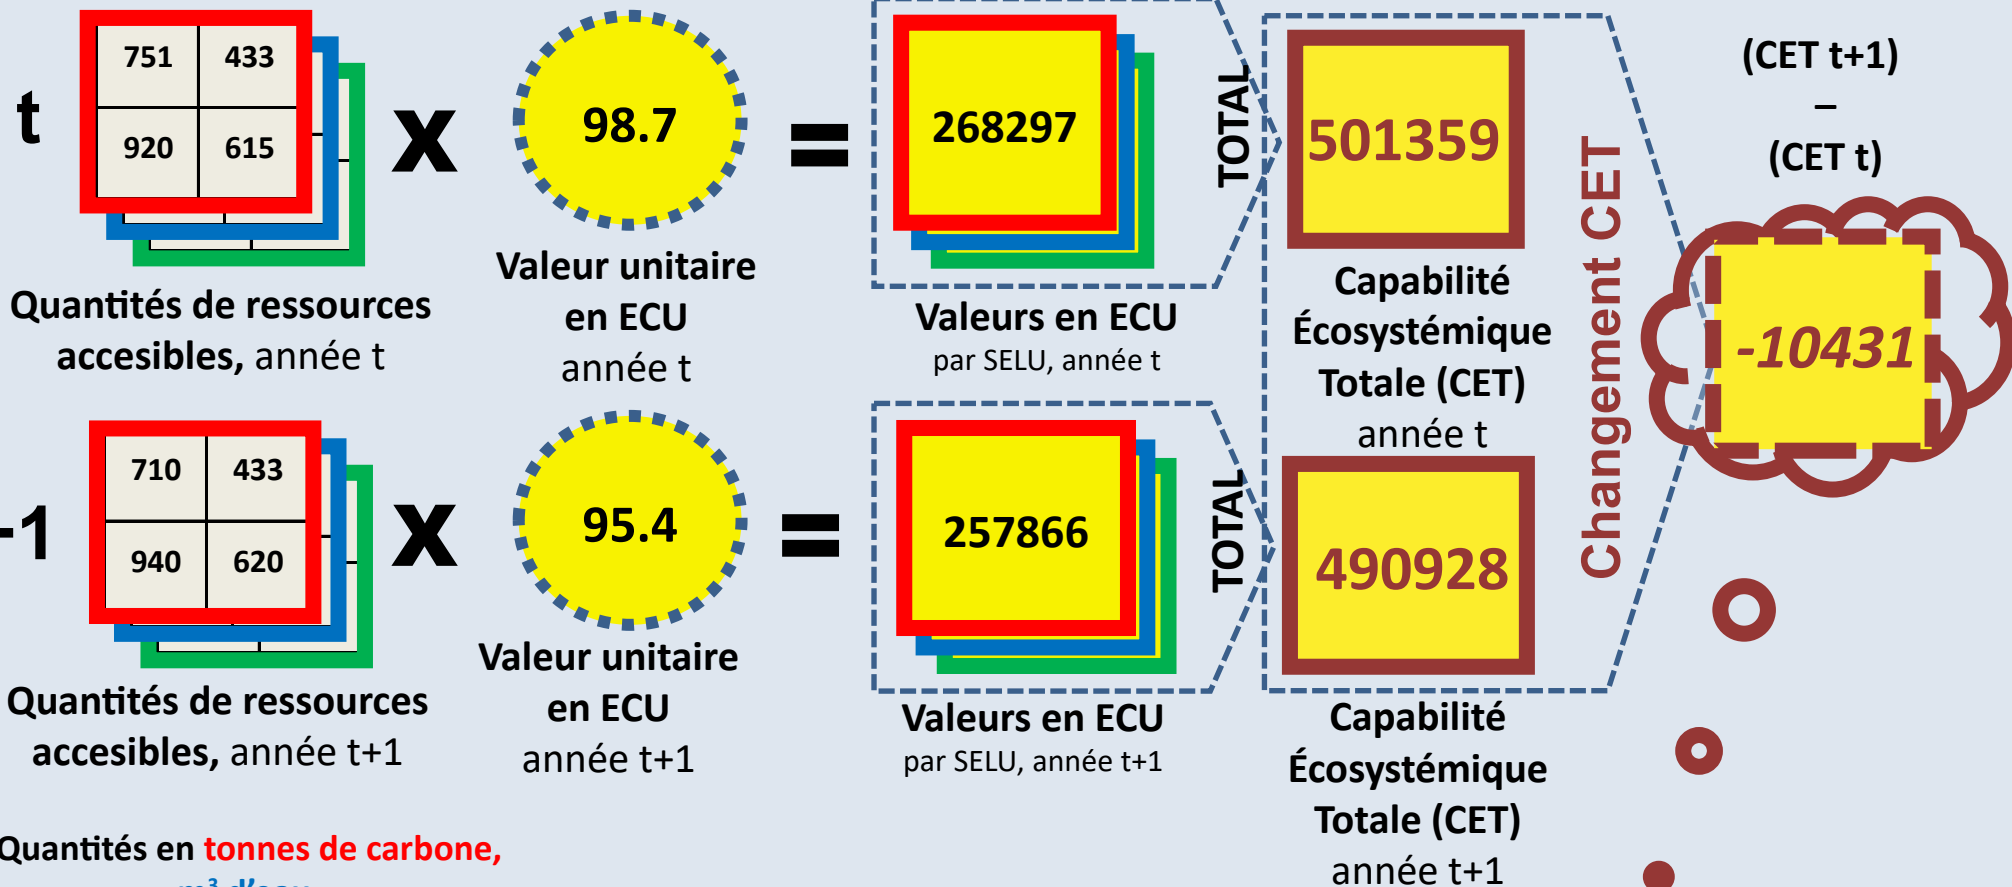 t
751 433
920 615
x
98.7
=
268297
TOTAL
501359
Changement CET
(CET t+1)
–
(CET t)
-10431
Quantités de ressources
accesibles, année t
Valeur unitaire
en ECU
année t
Valeurs en ECU
par SELU, année t
Capabilité
Écosystémique
Totale (CET)
année t
+1
710 433
940 620
x
95.4
=
257866
TOTAL
490928
Quantités de ressources
accesibles, année t+1
Valeur unitaire
en ECU
année t+1
Valeurs en ECU
par SELU, année t+1
Capabilité
Écosystémique
Totale (CET)
année t+1
Quantités en tonnes de carbone,
m³ d'eau